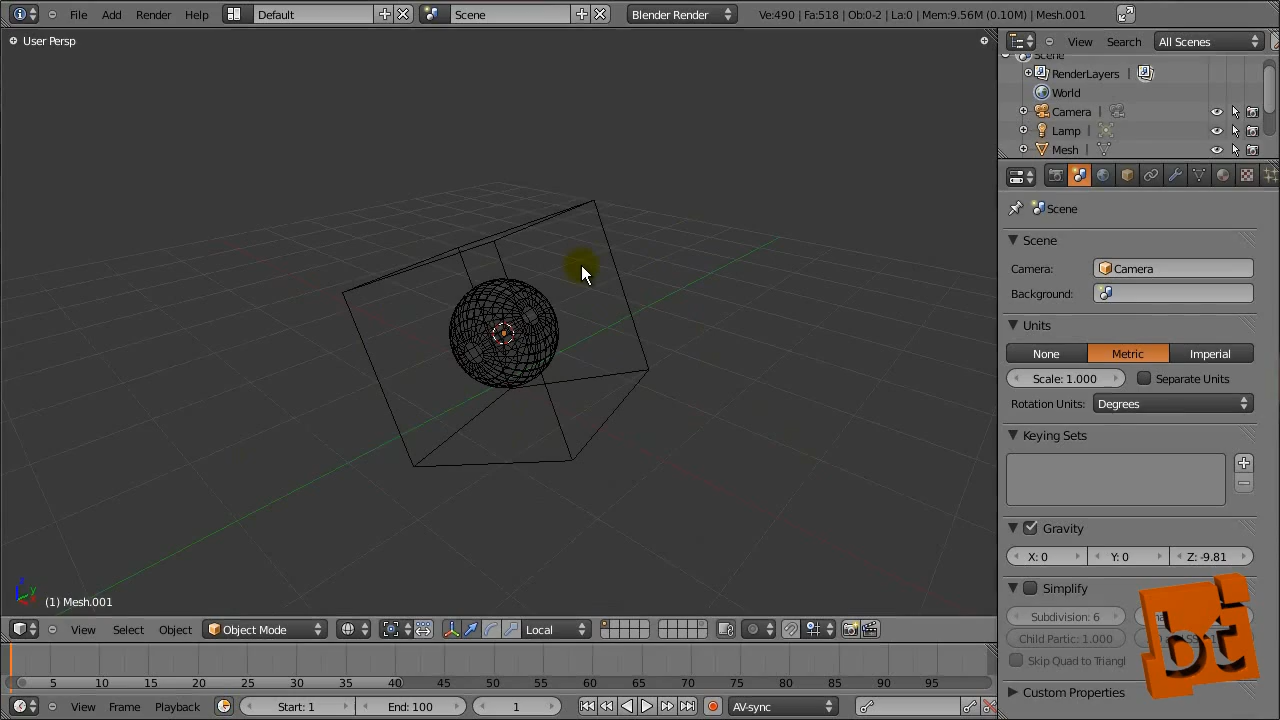 File Add Render Help Default Scene Blender Render Ve:490 | Fa:518 | Ob:0-2 | La:0 | Mem:9.56M (0.10M) | Mesh.001
User Persp
View Search All Scenes
Scene
RenderLayers |
World
Camera |
Lamp |
Mesh |
Scene
Scene
Camera: Camera
Background:
Units
None Metric Imperial
Scale: 1.000 Separate Units
Rotation Units: Degrees
Keying Sets
Gravity
X: 0 Y: 0 Z: -9.81
Simplify
Subdivision: 6
Child Partic: 1.000
Skip Quad to Triangl
Custom Properties
bt
(1) Mesh.001
View Select Object Object Mode Local
5 10 15 20 25 30 35 40 45 50 55 60 65 70 75 80 85 90 95
View Frame Playback Start: 1 End: 100 1 AV-sync